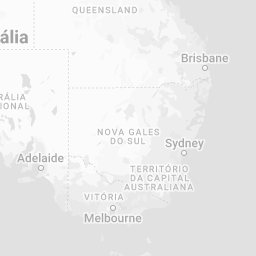 QUEENSLAND
ália
Brisbane
RÁLIA
IONAL
NOVA GALES
DO SUL
Sydney
Adelaide
TERRITÓRIO
DA CAPITAL
AUSTRALIANA
VITÓRIA
Melbourne